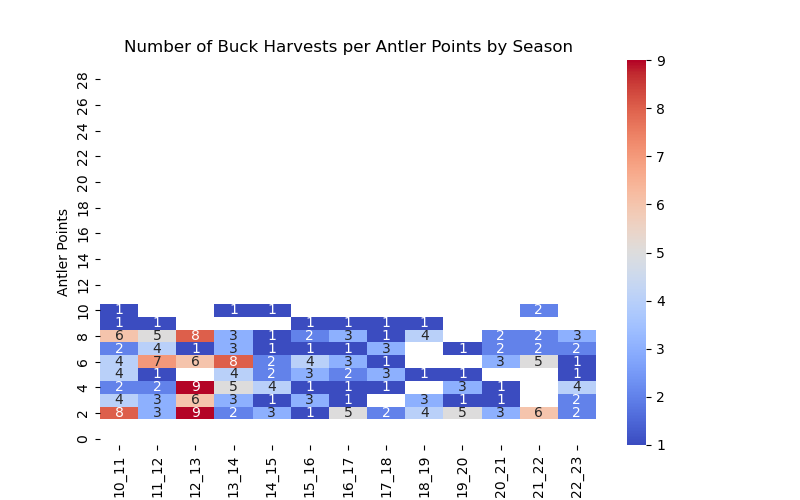 Number of Buck Harvests per Antler Points by Season
Antler Points
28
26
24
22
20
18
16
14
12
10 1 1 1 2
1 1 1 1 1 1
8 6 5 8 3 1 2 3 1 4 2 2 3
2 4 1 3 1 1 1 3 1 2 2 2
6 4 7 6 8 2 4 3 1 3 5 1
4 1 4 2 3 2 3 1 1 1
4 2 2 9 5 4 1 1 1 3 1 4
4 3 6 3 1 3 1 3 1 1 2
2 8 3 9 2 3 1 5 2 4 5 3 6 2
0
10_11 11_12 12_13 13_14 14_15 15_16 16_17 17_18 18_19 19_20 20_21 21_22 22_23
9
8
7
6
5
4
3
2
1